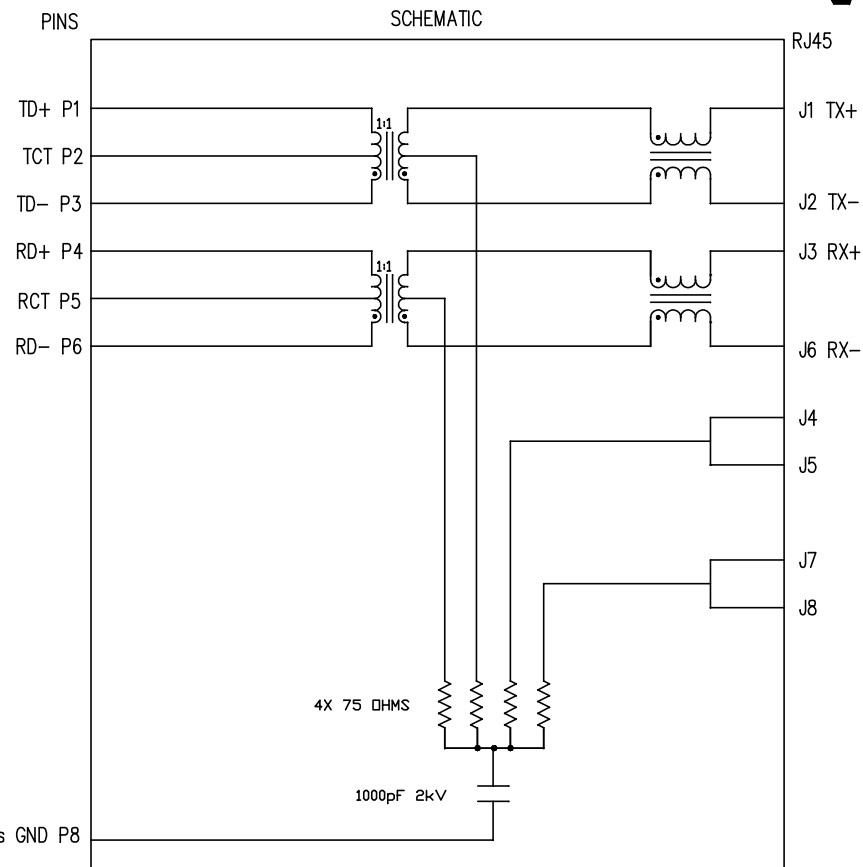 PINS
SCHEMATIC
RJ45
TD+ P1
1:1
J1 TX+
TCT P2
TD- P3
J2 TX-
RD+ P4
1:1
J3 RX+
RCT P5
RD- P6
J6 RX-
J4
J5
J7
J8
4X 75 OHMS
1000pF 2kV
s GND P8